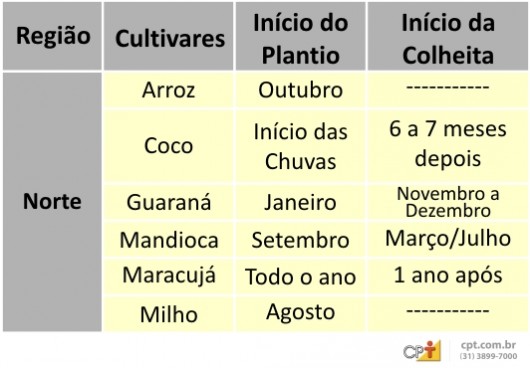 Região Cultivares Início do Plantio Início da Colheita
Norte
Arroz Outubro -----------
Coco Início das Chuvas 6 a 7 meses depois
Guaraná Janeiro Novembro a Dezembro
Mandioca Setembro Março/Julho
Maracujá Todo o ano 1 ano após
Milho Agosto -----------
CPT cpt.com.br
(31) 3899-7000